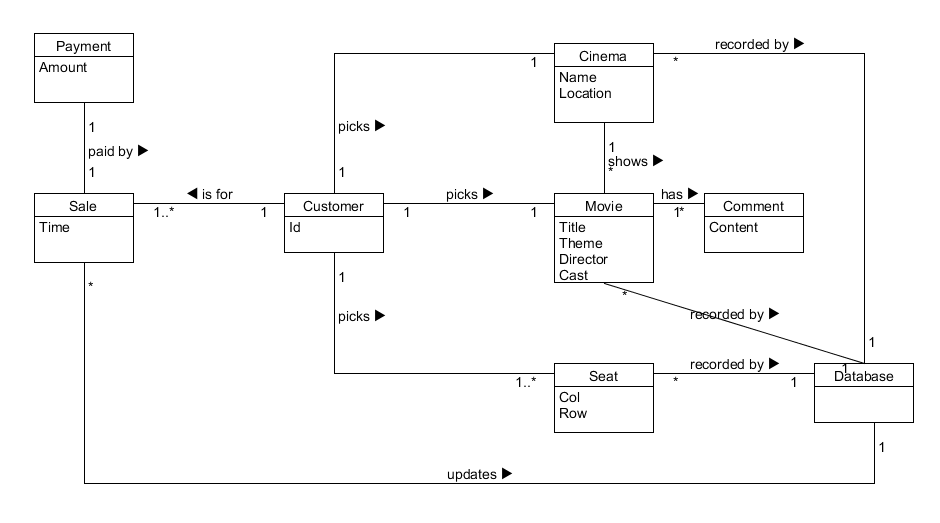 Payment
Amount
1
paid by ▶
1
Sale
Time
*
◀ is for
1..*
1
Customer
Id
1
picks ▶
1
1
picks ▶
1
1
picks ▶
1..*
Cinema
Name
Location
*
recorded by ▶
1
1
shows ▶
*
Movie
Title
Theme
Director
Cast
has ▶
1
*
Comment
Content
*
recorded by ▶
1
Seat
Col
Row
*
recorded by ▶
1
Database
1
updates ▶